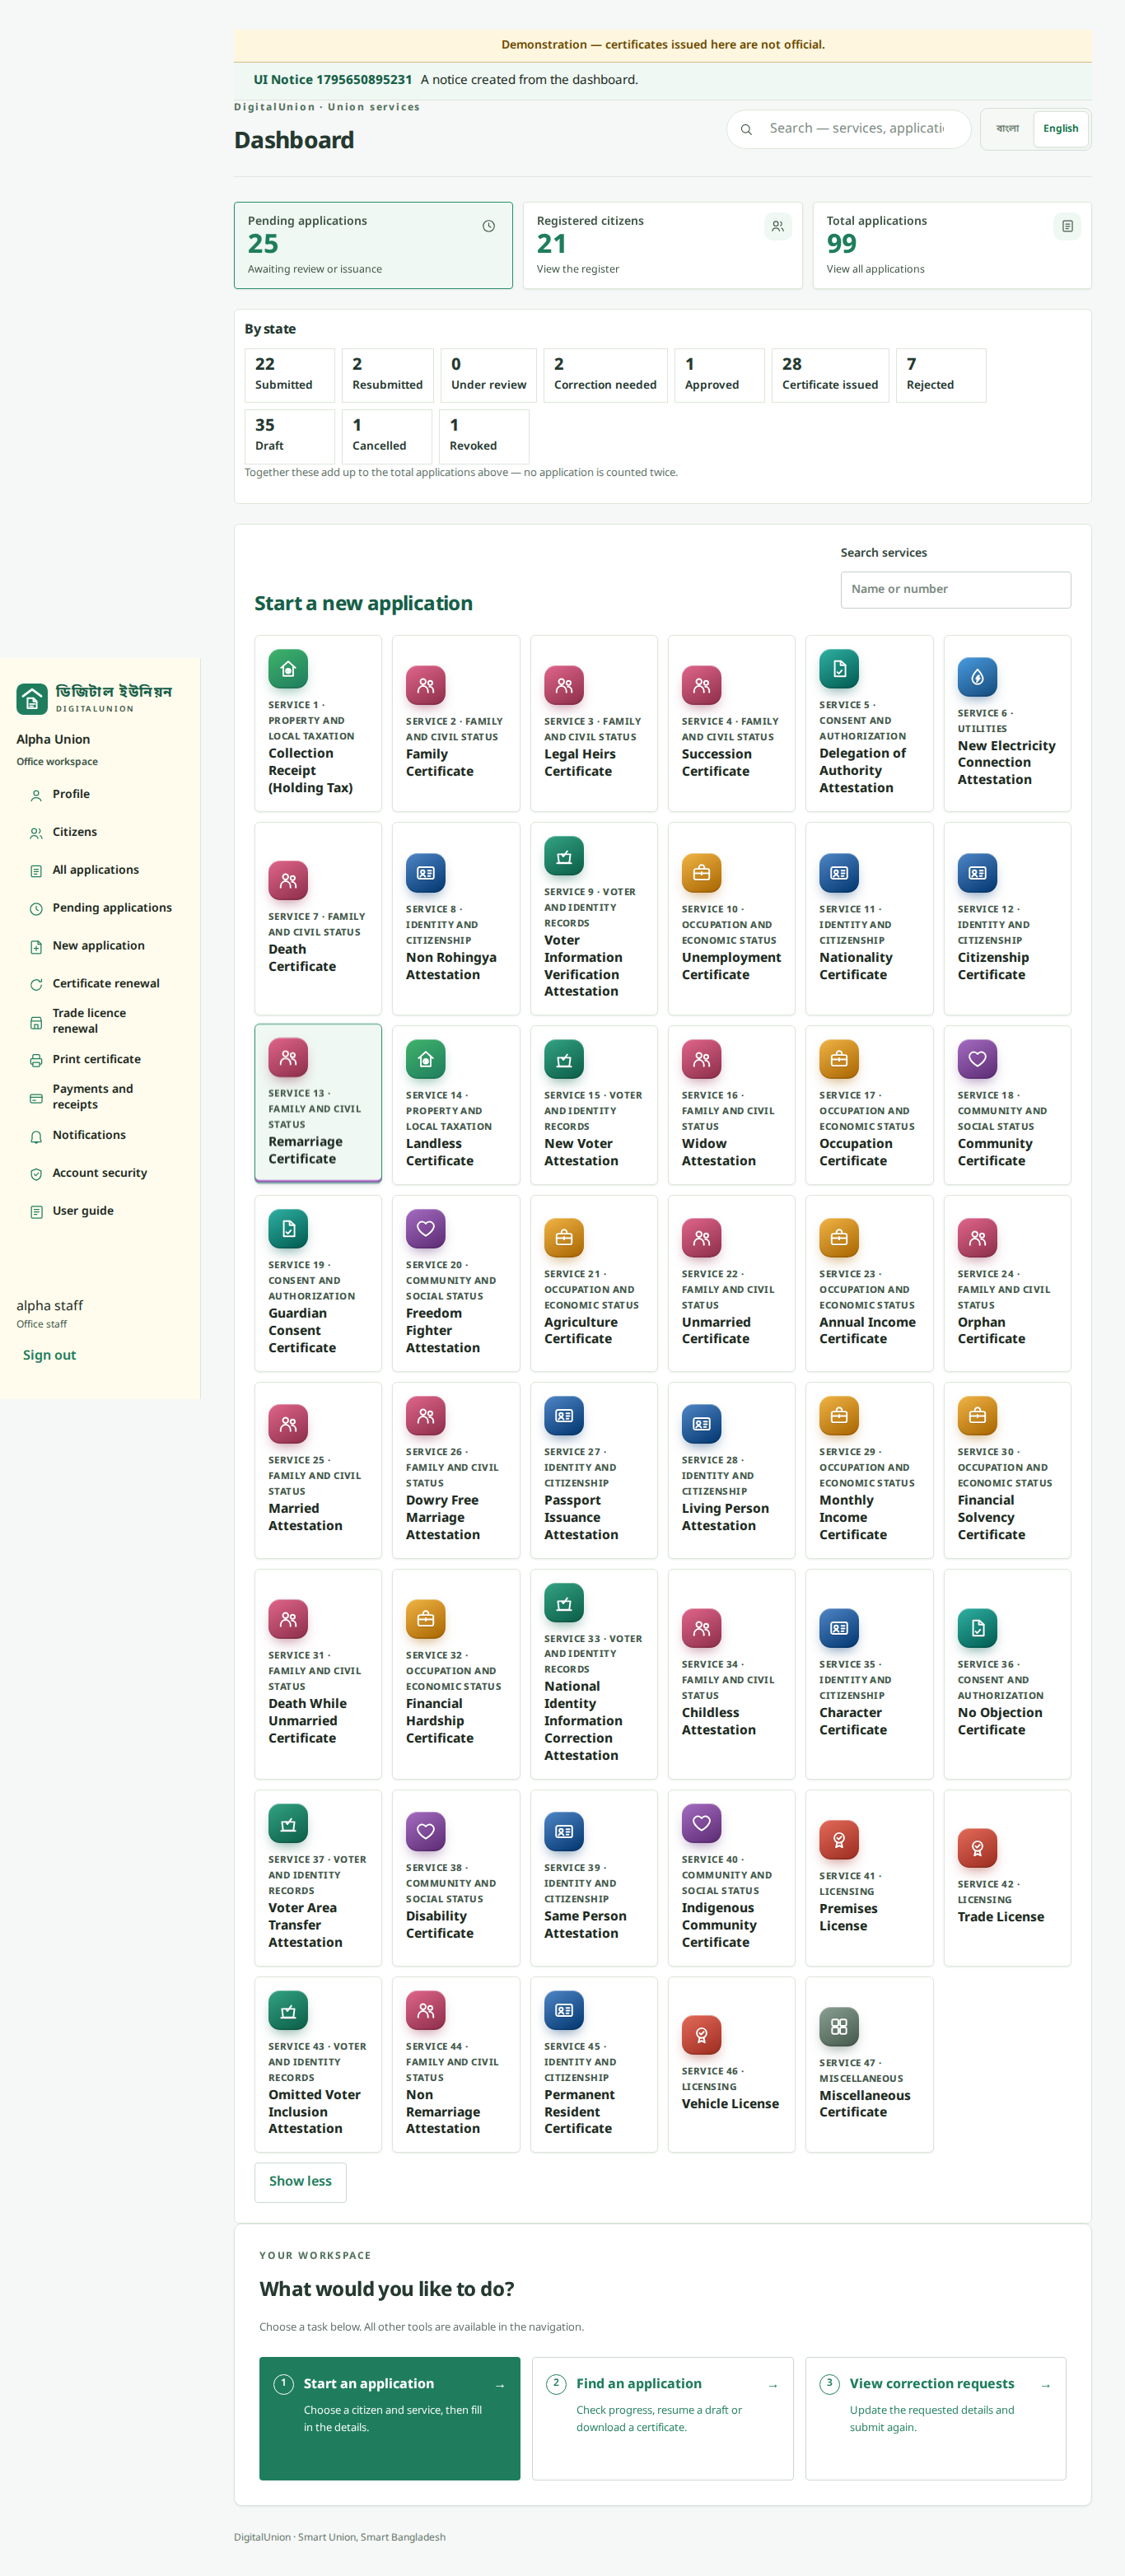 Demonstration — certificates issued here are not official.
UI Notice 1795650895231 A notice created from the dashboard.
DigitalUnion · Union services
Dashboard
Search — services, applicati
বাংলা
English
Pending applications
25
Awaiting review or issuance
Registered citizens
21
View the register
Total applications
99
View all applications
By state
22
Submitted
2
Resubmitted
0
Under review
2
Correction needed
1
Approved
28
Certificate issued
7
Rejected
35
Draft
1
Cancelled
1
Revoked
Together these add up to the total applications above — no application is counted twice.
Start a new application
Search services
Name or number
SERVICE 1 ·
PROPERTY AND
LOCAL TAXATION
Collection
Receipt
(Holding Tax)
SERVICE 2 · FAMILY
AND CIVIL STATUS
Family
Certificate
SERVICE 3 · FAMILY
AND CIVIL STATUS
Legal Heirs
Certificate
SERVICE 4 · FAMILY
AND CIVIL STATUS
Succession
Certificate
SERVICE 5 ·
CONSENT AND
AUTHORIZATION
Delegation of
Authority
Attestation
SERVICE 6 ·
UTILITIES
New Electricity
Connection
Attestation
SERVICE 7 · FAMILY
AND CIVIL STATUS
Death
Certificate
SERVICE 8 ·
IDENTITY AND
CITIZENSHIP
Non Rohingya
Attestation
SERVICE 9 · VOTER
AND IDENTITY
RECORDS
Voter
Information
Verification
Attestation
SERVICE 10 ·
OCCUPATION AND
ECONOMIC STATUS
Unemployment
Certificate
SERVICE 11 ·
IDENTITY AND
CITIZENSHIP
Nationality
Certificate
SERVICE 12 ·
IDENTITY AND
CITIZENSHIP
Citizenship
Certificate
SERVICE 13 ·
FAMILY AND CIVIL
STATUS
Remarriage
Certificate
SERVICE 14 ·
PROPERTY AND
LOCAL TAXATION
Landless
Certificate
SERVICE 15 · VOTER
AND IDENTITY
RECORDS
New Voter
Attestation
SERVICE 16 ·
FAMILY AND CIVIL
STATUS
Widow
Attestation
SERVICE 17 ·
OCCUPATION AND
ECONOMIC STATUS
Occupation
Certificate
SERVICE 18 ·
COMMUNITY AND
SOCIAL STATUS
Community
Certificate
SERVICE 19 ·
CONSENT AND
AUTHORIZATION
Guardian
Consent
Certificate
SERVICE 20 ·
COMMUNITY AND
SOCIAL STATUS
Freedom
Fighter
Attestation
SERVICE 21 ·
OCCUPATION AND
ECONOMIC STATUS
Agriculture
Certificate
SERVICE 22 ·
FAMILY AND CIVIL
STATUS
Unmarried
Certificate
SERVICE 23 ·
OCCUPATION AND
ECONOMIC STATUS
Annual Income
Certificate
SERVICE 24 ·
FAMILY AND CIVIL
STATUS
Orphan
Certificate
SERVICE 25 ·
FAMILY AND CIVIL
STATUS
Married
Attestation
SERVICE 26 ·
FAMILY AND CIVIL
STATUS
Dowry Free
Marriage
Attestation
SERVICE 27 ·
IDENTITY AND
CITIZENSHIP
Passport
Issuance
Attestation
SERVICE 28 ·
IDENTITY AND
CITIZENSHIP
Living Person
Attestation
SERVICE 29 ·
OCCUPATION AND
ECONOMIC STATUS
Monthly
Income
Certificate
SERVICE 30 ·
OCCUPATION AND
ECONOMIC STATUS
Financial
Solvency
Certificate
SERVICE 31 ·
FAMILY AND CIVIL
STATUS
Death While
Unmarried
Certificate
SERVICE 32 ·
OCCUPATION AND
ECONOMIC STATUS
Financial
Hardship
Certificate
SERVICE 33 · VOTER
AND IDENTITY
RECORDS
National
Identity
Information
Correction
Attestation
SERVICE 34 ·
FAMILY AND CIVIL
STATUS
Childless
Attestation
SERVICE 35 ·
IDENTITY AND
CITIZENSHIP
Character
Certificate
SERVICE 36 ·
CONSENT AND
AUTHORIZATION
No Objection
Certificate
SERVICE 37 · VOTER
AND IDENTITY
RECORDS
Voter Area
Transfer
Attestation
SERVICE 38 ·
COMMUNITY AND
SOCIAL STATUS
Disability
Certificate
SERVICE 39 ·
IDENTITY AND
CITIZENSHIP
Same Person
Attestation
SERVICE 40 ·
COMMUNITY AND
SOCIAL STATUS
Indigenous
Community
Certificate
SERVICE 41 ·
LICENSING
Premises
License
SERVICE 42 ·
LICENSING
Trade License
SERVICE 43 · VOTER
AND IDENTITY
RECORDS
Omitted Voter
Inclusion
Attestation
SERVICE 44 ·
FAMILY AND CIVIL
STATUS
Non
Remarriage
Attestation
SERVICE 45 ·
IDENTITY AND
CITIZENSHIP
Permanent
Resident
Certificate
SERVICE 46 ·
LICENSING
Vehicle License
SERVICE 47 ·
MISCELLANEOUS
Miscellaneous
Certificate
Show less
YOUR WORKSPACE
What would you like to do?
Choose a task below. All other tools are available in the navigation.
1 Start an application →
Choose a citizen and service, then fill
in the details.
2 Find an application →
Check progress, resume a draft or
download a certificate.
3 View correction requests →
Update the requested details and
submit again.
DigitalUnion · Smart Union, Smart Bangladesh
ডিজিটাল ইউনিয়ন
DIGITALUNION
Alpha Union
Office workspace
Profile
Citizens
All applications
Pending applications
New application
Certificate renewal
Trade licence
renewal
Print certificate
Payments and
receipts
Notifications
Account security
User guide
alpha staff
Office staff
Sign out